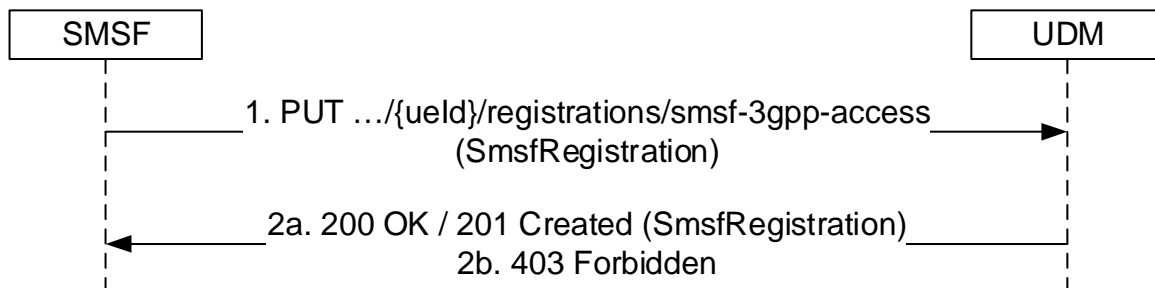 SMSF
UDM
1. PUT …/{ueId}/registrations/smsf-3gpp-access
(SmsfRegistration)
2a. 200 OK / 201 Created (SmsfRegistration)
2b. 403 Forbidden